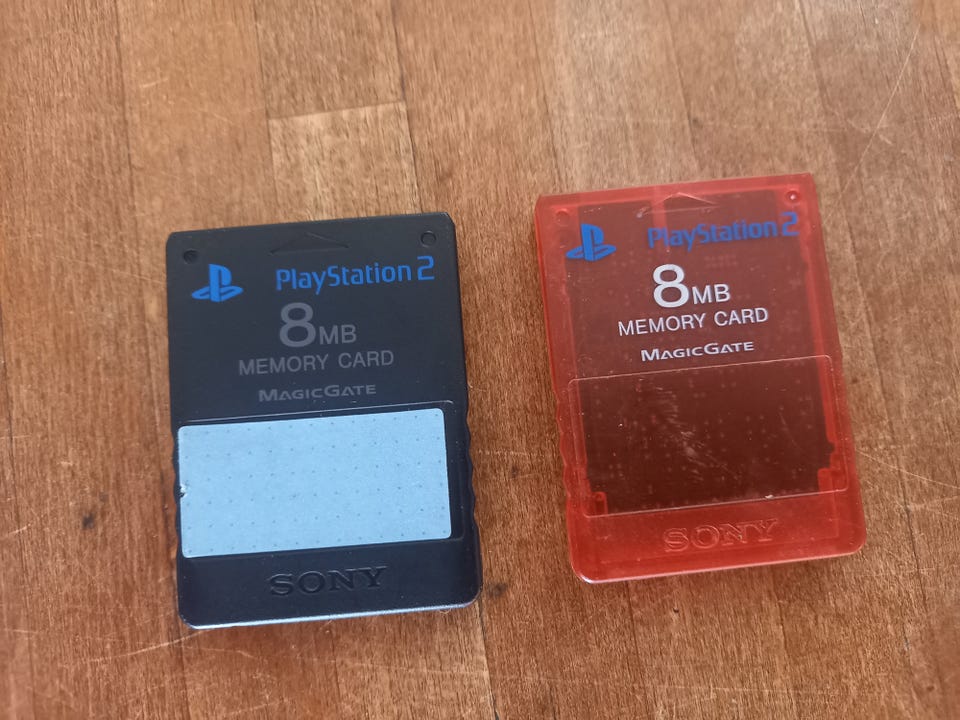 PlayStation 2
8MB
MEMORY CARD
MAGICGATE
SONY
PlayStation 2
8MB
MEMORY CARD
MAGICGATE
SONY